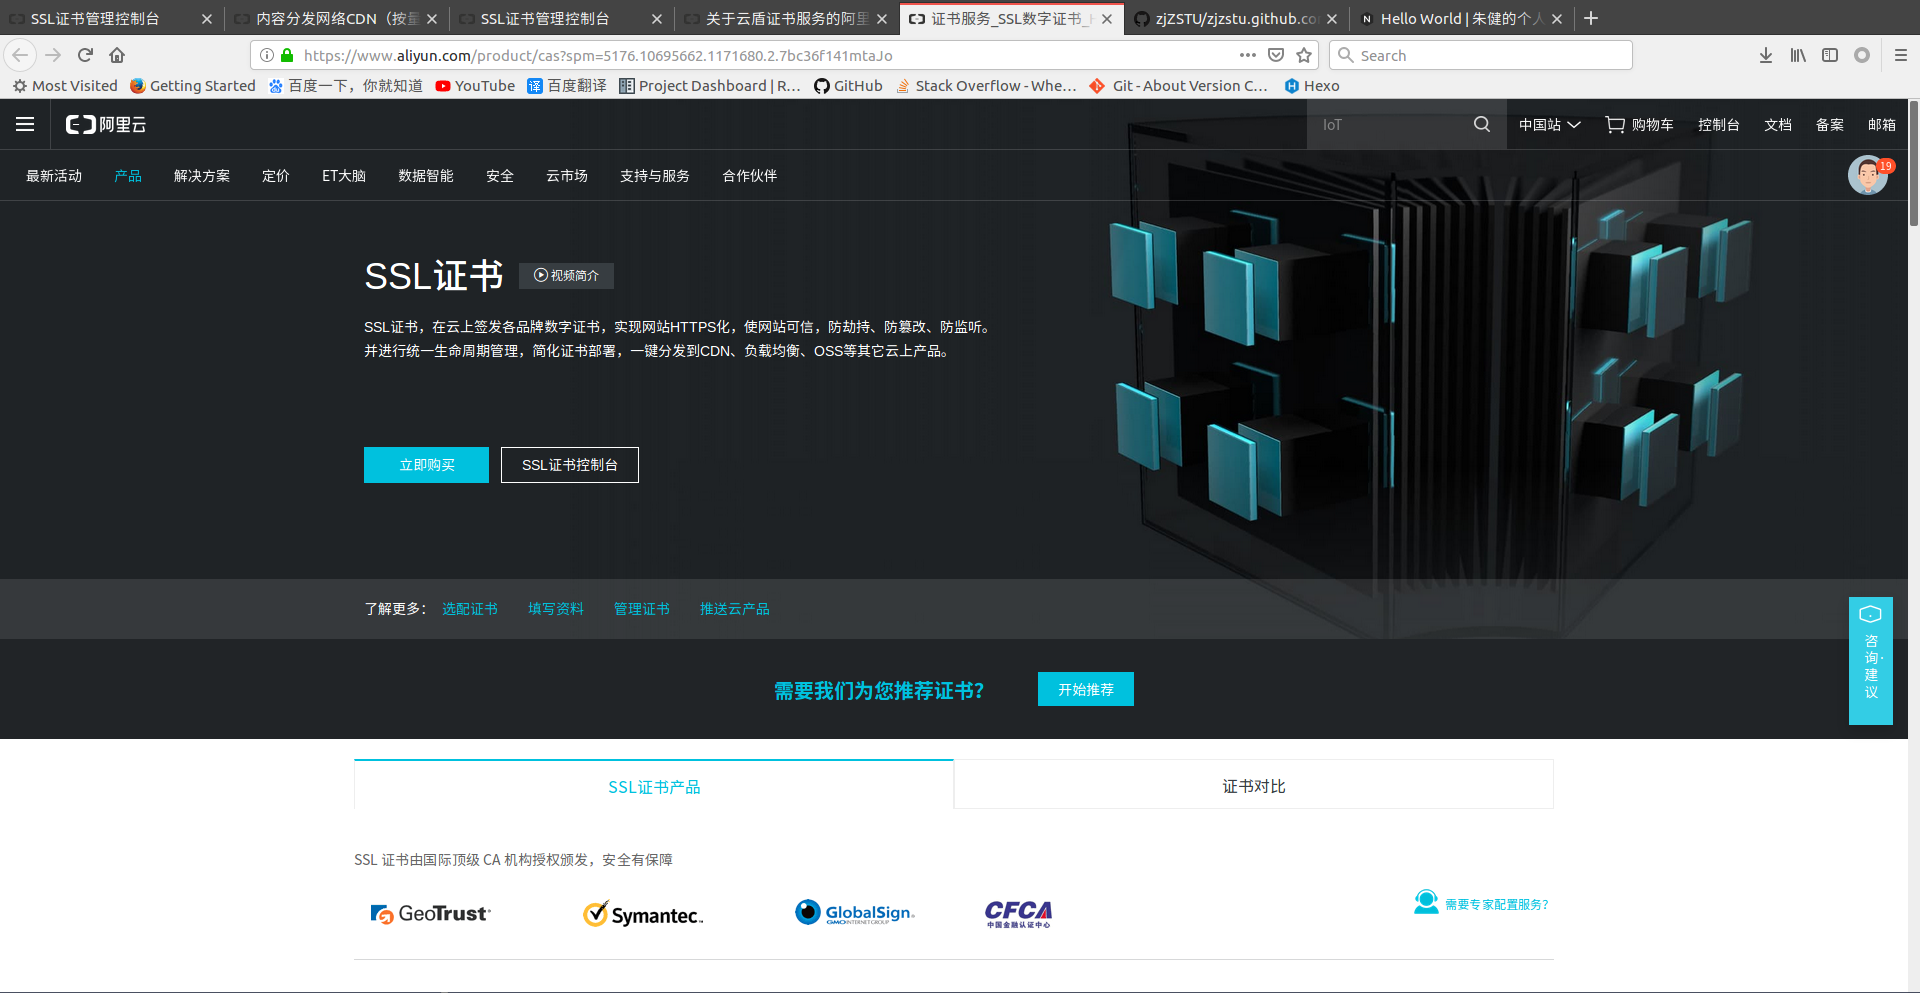 SSL证书管理控制台
内容分发网络CDN（按量
SSL证书管理控制台
关于云盾证书服务的阿里
证书服务_SSL数字证书_
zjZSTU/zjzstu.github.co
Hello World | 朱健的个人
https://www.aliyun.com/product/cas?spm=5176.10695662.1171680.2.7bc36f141mtaJo
Search
Most Visited
Getting Started
百度一下，你就知道
YouTube
译 百度翻译
Project Dashboard | R...
GitHub
Stack Overflow - Whe...
Git - About Version C...
Hexo
阿里云
IoT
中国站
购物车
控制台
文档
备案
邮箱
最新活动
产品
解决方案
定价
ET大脑
数据智能
安全
云市场
支持与服务
合作伙伴
19
SSL证书
视频简介
SSL证书，在云上签发各品牌数字证书，实现网站HTTPS化，使网站可信，防劫持、防篡改、防监听。
并进行统一生命周期管理，简化证书部署，一键分发到CDN、负载均衡、OSS等其它云上产品。
立即购买
SSL证书控制台
了解更多：
选配证书
填写资料
管理证书
推送云产品
咨询·建议
需要我们为您推荐证书？
开始推荐
SSL证书产品
证书对比
SSL 证书由国际顶级 CA 机构授权颁发，安全有保障
GeoTrust
Symantec
GlobalSign
GMO INTERNET GROUP
CFCA
中国金融认证中心
需要专家配置服务？